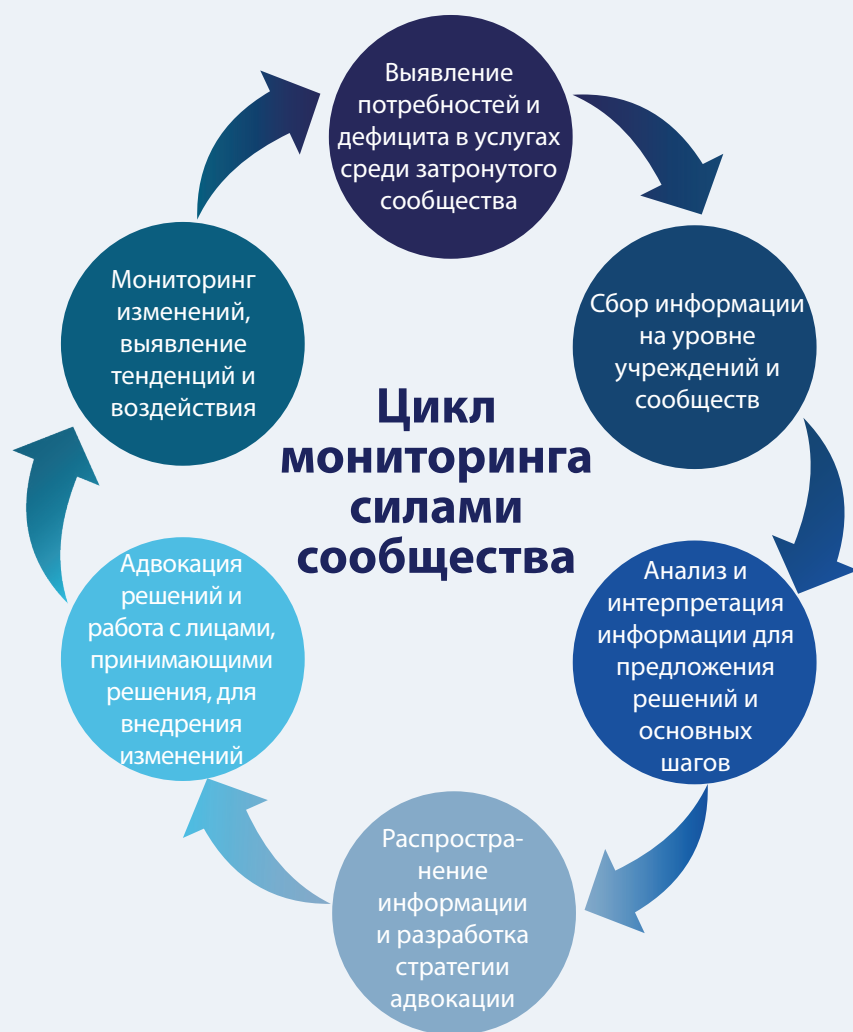 Выявление
потребностей и
дефицита в услугах
среди затронутого
сообщества
Сбор информации
на уровне
учреждений и
сообществ
Анализ и
интерпретация
информации для
предложения
решений и
основных
шагов
Распростра-
нение
информации
и разработка
стратегии
адвокации
Адвокация
решений и
работа с лицами,
принимающими
решения, для
внедрения
изменений
Мониторинг
изменений,
выявление
тенденций и
воздействия
Цикл
мониторинга
силами
сообщества